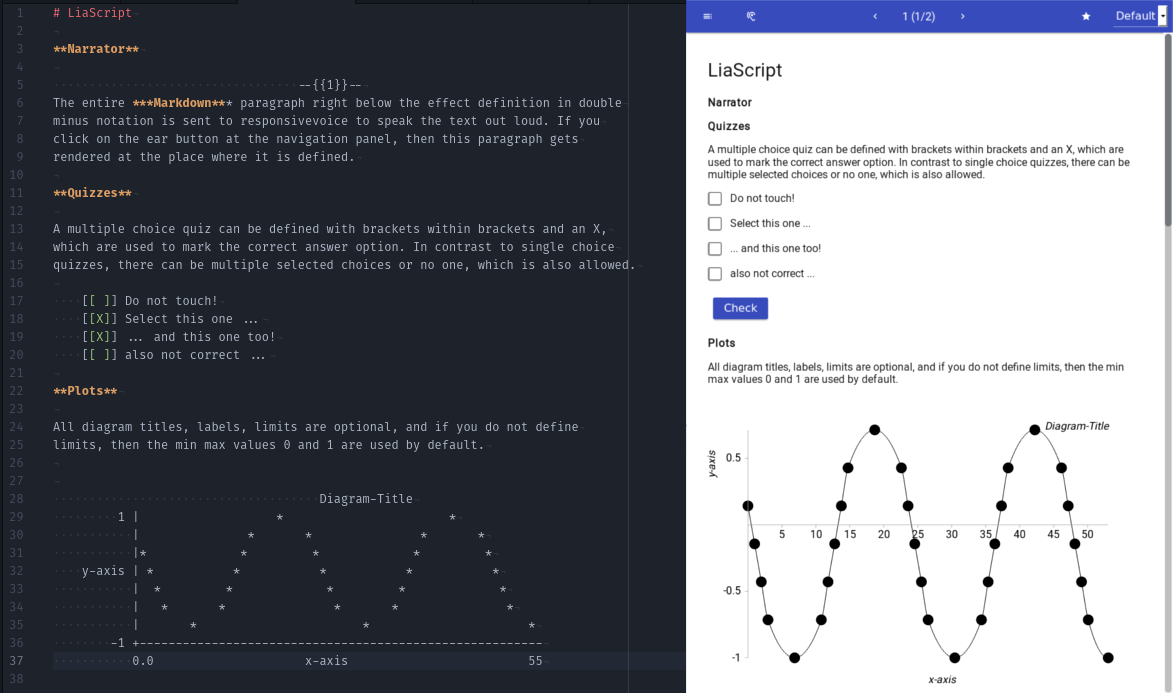 1 # LiaScript
2
3 **Narrator**
4
5 --{{1}}--
6 The entire ***Markdown*** paragraph right below the effect definition in double
7 minus notation is sent to responsivevoice to speak the text out loud. If you
8 click on the ear button at the navigation panel, then this paragraph gets
9 rendered at the place where it is defined.
10
11 **Quizzes**
12
13 A multiple choice quiz can be defined with brackets within brackets and an X,
14 which are used to mark the correct answer option. In contrast to single choice
15 quizzes, there can be multiple selected choices or no one, which is also allowed.
16
17 [[ ]] Do not touch!
18 [[X]] Select this one ...
19 [[X]] ... and this one too!
20 [[ ]] also not correct ...
21
22 **Plots**
23
24 All diagram titles, labels, limits are optional, and if you do not define
25 limits, then the min max values 0 and 1 are used by default.
26
27
28 Diagram-Title
29 1 | * *
30 | * * * *
31 |* * * * *
32 y-axis | * * * * *
33 | * * * * *
34 | * * * * *
35 | * * *
36 -1 +--------------------------------------------------------
37 0.0 x-axis 55
38
1 (1/2)
Default
LiaScript
Narrator
Quizzes
A multiple choice quiz can be defined with brackets within brackets and an X, which are
used to mark the correct answer option. In contrast to single choice quizzes, there can be
multiple selected choices or no one, which is also allowed.
Do not touch!
Select this one ...
... and this one too!
also not correct ...
Check
Plots
All diagram titles, labels, limits are optional, and if you do not define limits, then the min
max values 0 and 1 are used by default.
Diagram-Title
y-axis
0.5
5 10 15 20 25 30 35 40 45 50
-0.5
-1
x-axis